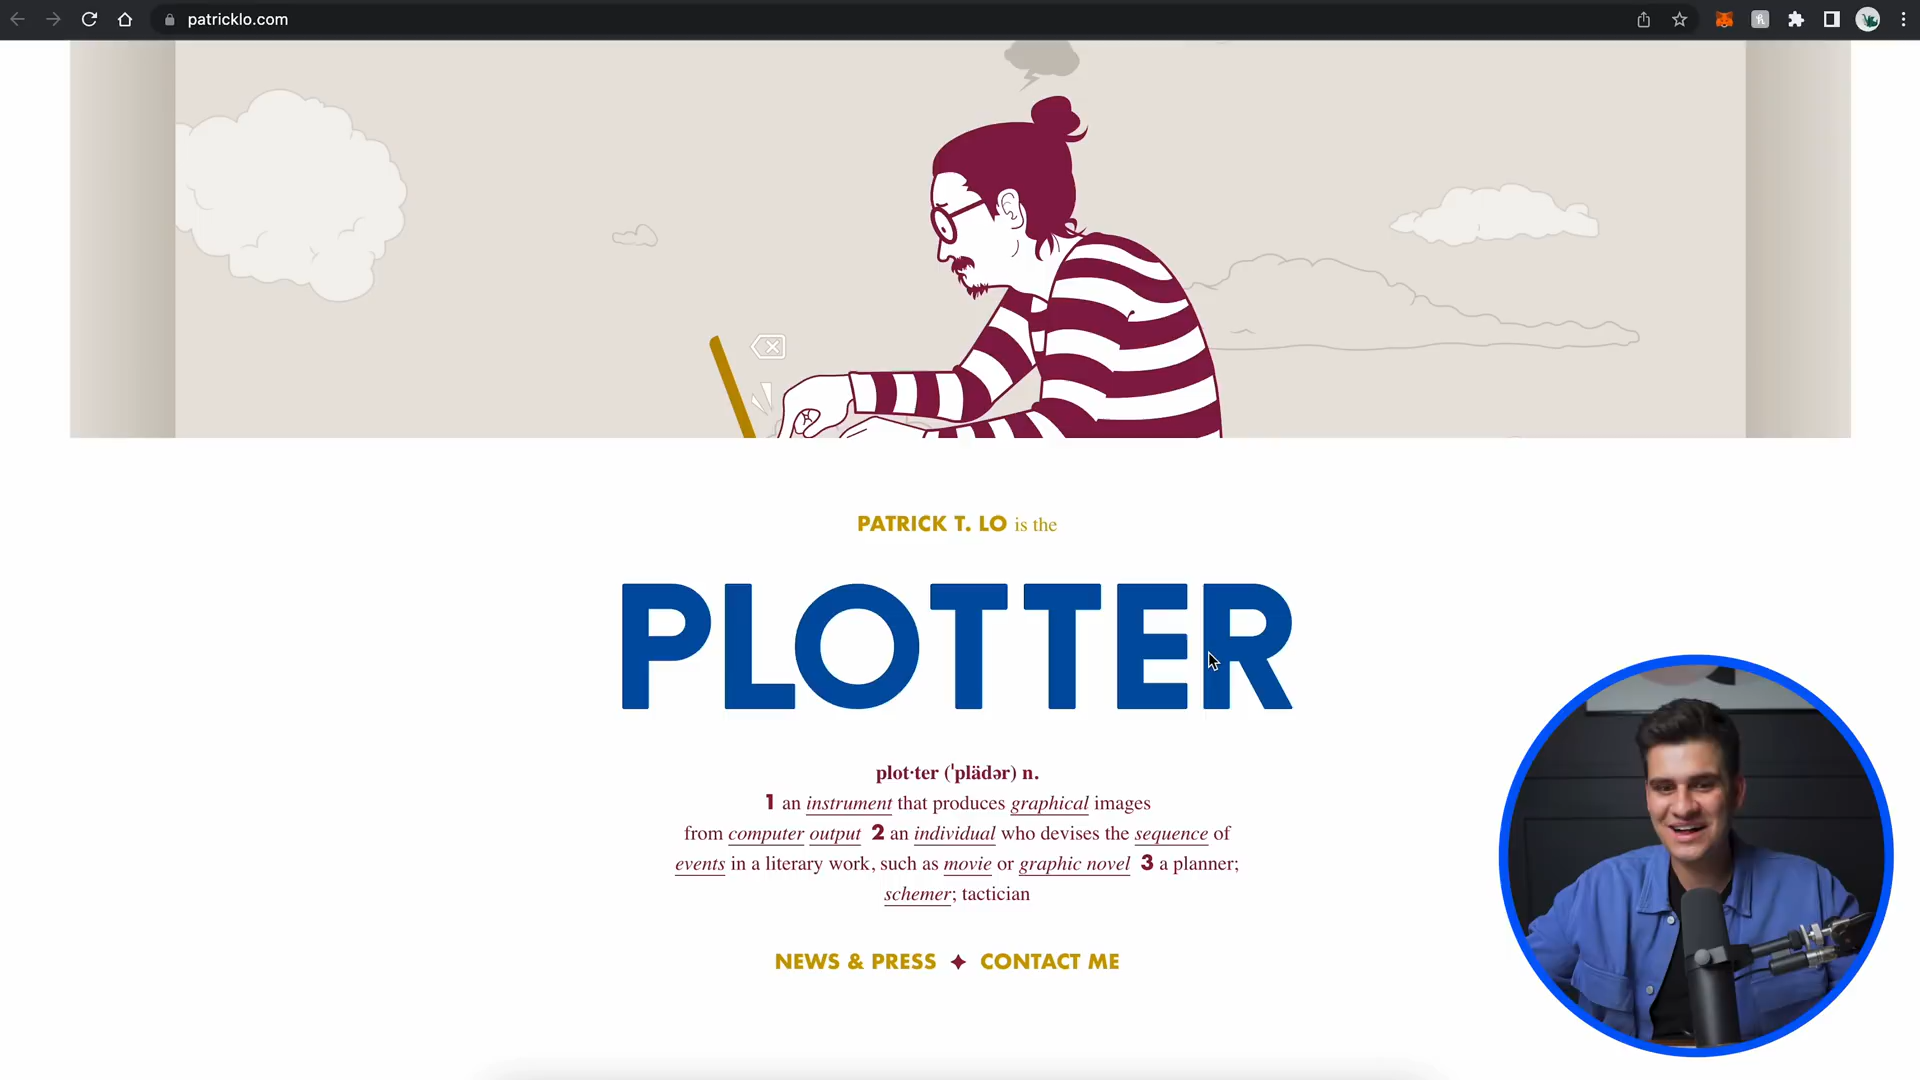 patricklo.com
PATRICK T. LO is the
PLOTTER
plot·ter (ˈplädər) n.
1 an instrument that produces graphical images
from computer output 2 an individual who devises the sequence of
events in a literary work, such as movie or graphic novel 3 a planner;
schemer; tactician
NEWS & PRESS ✦ CONTACT ME